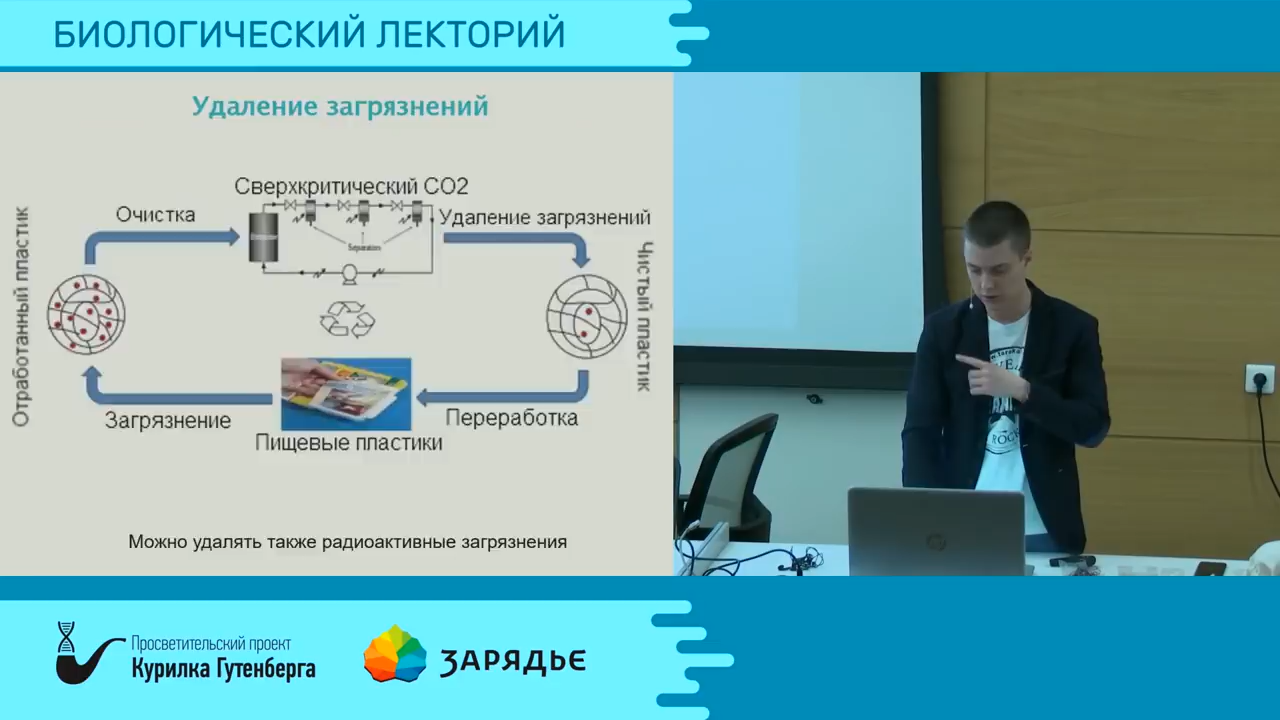 БИОЛОГИЧЕСКИЙ ЛЕКТОРИЙ
Удаление загрязнений
Сверхкритический CO2
Очистка
Удаление загрязнений
Separators
Отработанный пластик
Чистый пластик
Загрязнение
Переработка
Пищевые пластики
Можно удалять также радиоактивные загрязнения
Просветительский проект
Курилка Гутенберга
ЗАРЯДЬЕ